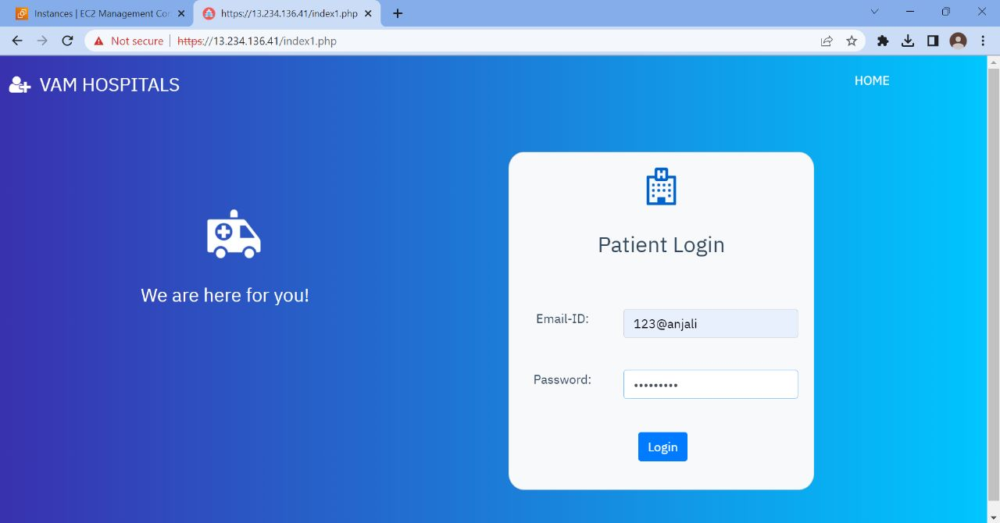 Instances | EC2 Management Con
https://13.234.136.41/index1.php
Not secure
https://13.234.136.41/index1.php
VAM HOSPITALS
HOME
H
Patient Login
We are here for you!
Email-ID:
123@anjali
Password:
•••••••••
Login